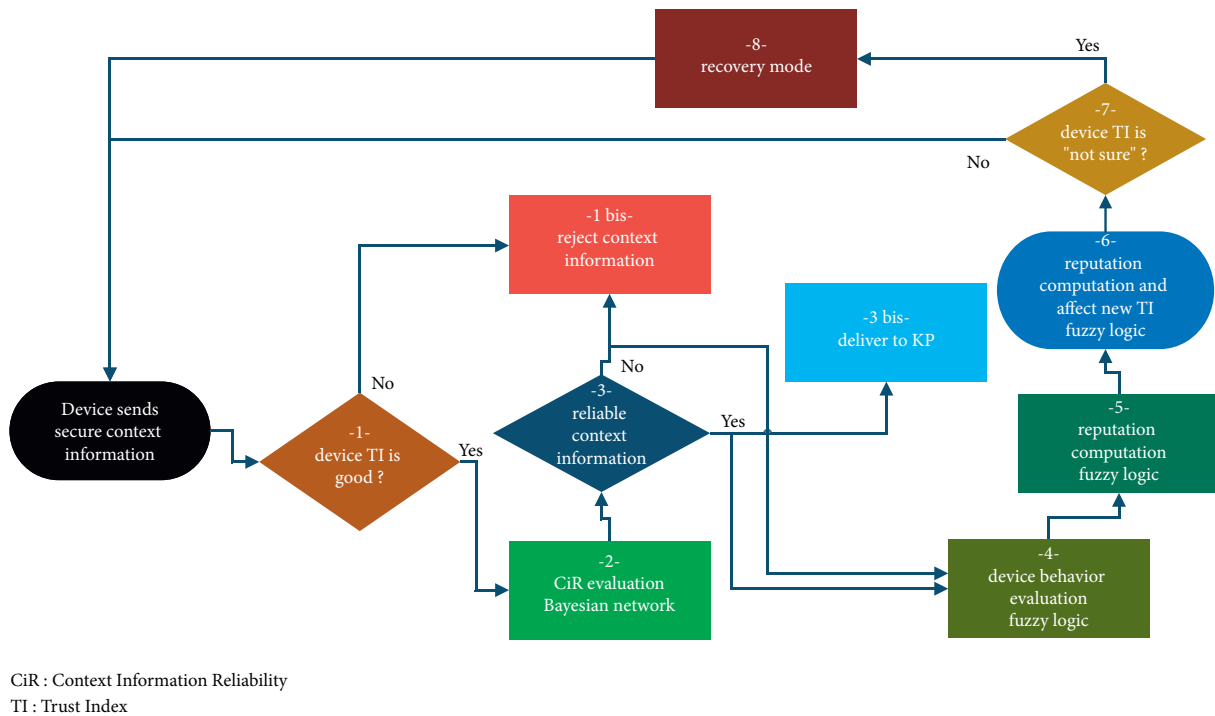 -8-
recovery mode
Yes
-7-
device TI is
"not sure" ?
No
-1 bis-
reject context
information
-6-
reputation
computation and
affect new TI
fuzzy logic
-3 bis-
deliver to KP
No
No
Device sends
secure context
information
-1-
device TI is
good ?
Yes
-3-
reliable
context
information
Yes
-5-
reputation
computation
fuzzy logic
-2-
CiR evaluation
Bayesian network
-4-
device behavior
evaluation
fuzzy logic
CiR : Context Information Reliability
TI : Trust Index